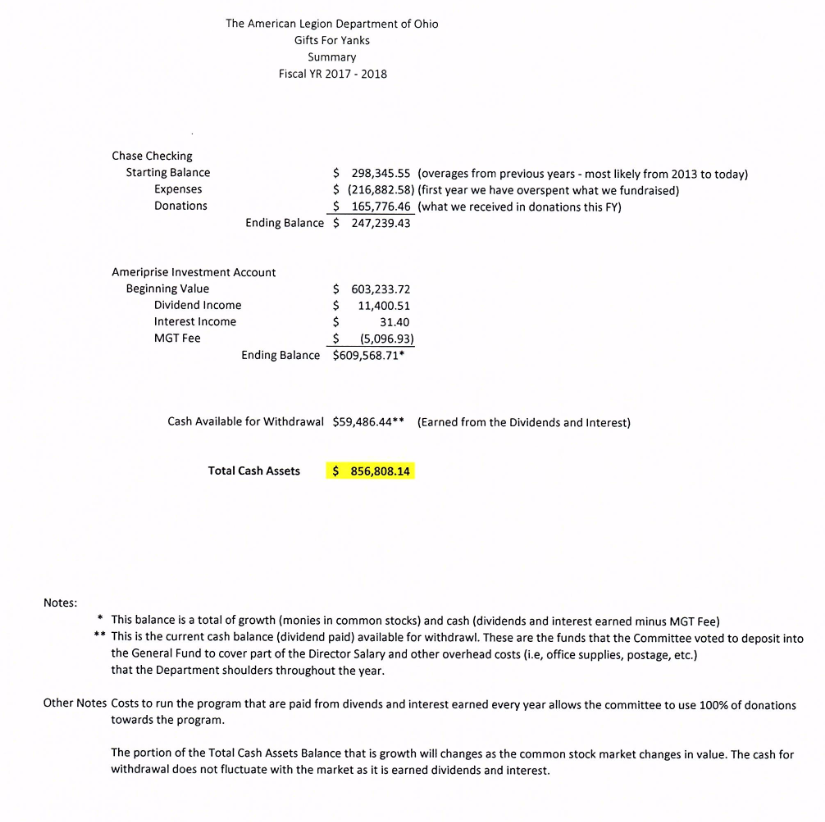 The American Legion Department of Ohio
Gifts For Yanks
Summary
Fiscal YR 2017 - 2018
Chase Checking
Starting Balance $ 298,345.55 (overages from previous years - most likely from 2013 to today)
Expenses $ (216,882.58) (first year we have overspent what we fundraised)
Donations $ 165,776.46 (what we received in donations this FY)
Ending Balance $ 247,239.43
Ameriprise Investment Account
Beginning Value $ 603,233.72
Dividend Income $ 11,400.51
Interest Income $ 31.40
MGT Fee $ (5,096.93)
Ending Balance $609,568.71*
Cash Available for Withdrawal $59,486.44** (Earned from the Dividends and Interest)
Total Cash Assets $ 856,808.14
Notes:
* This balance is a total of growth (monies in common stocks) and cash (dividends and interest earned minus MGT Fee)
** This is the current cash balance (dividend paid) available for withdrawl. These are the funds that the Committee voted to deposit into
the General Fund to cover part of the Director Salary and other overhead costs (i.e, office supplies, postage, etc.)
that the Department shoulders throughout the year.
Other Notes Costs to run the program that are paid from divends and interest earned every year allows the committee to use 100% of donations
towards the program.
The portion of the Total Cash Assets Balance that is growth will changes as the common stock market changes in value. The cash for
withdrawal does not fluctuate with the market as it is earned dividends and interest.